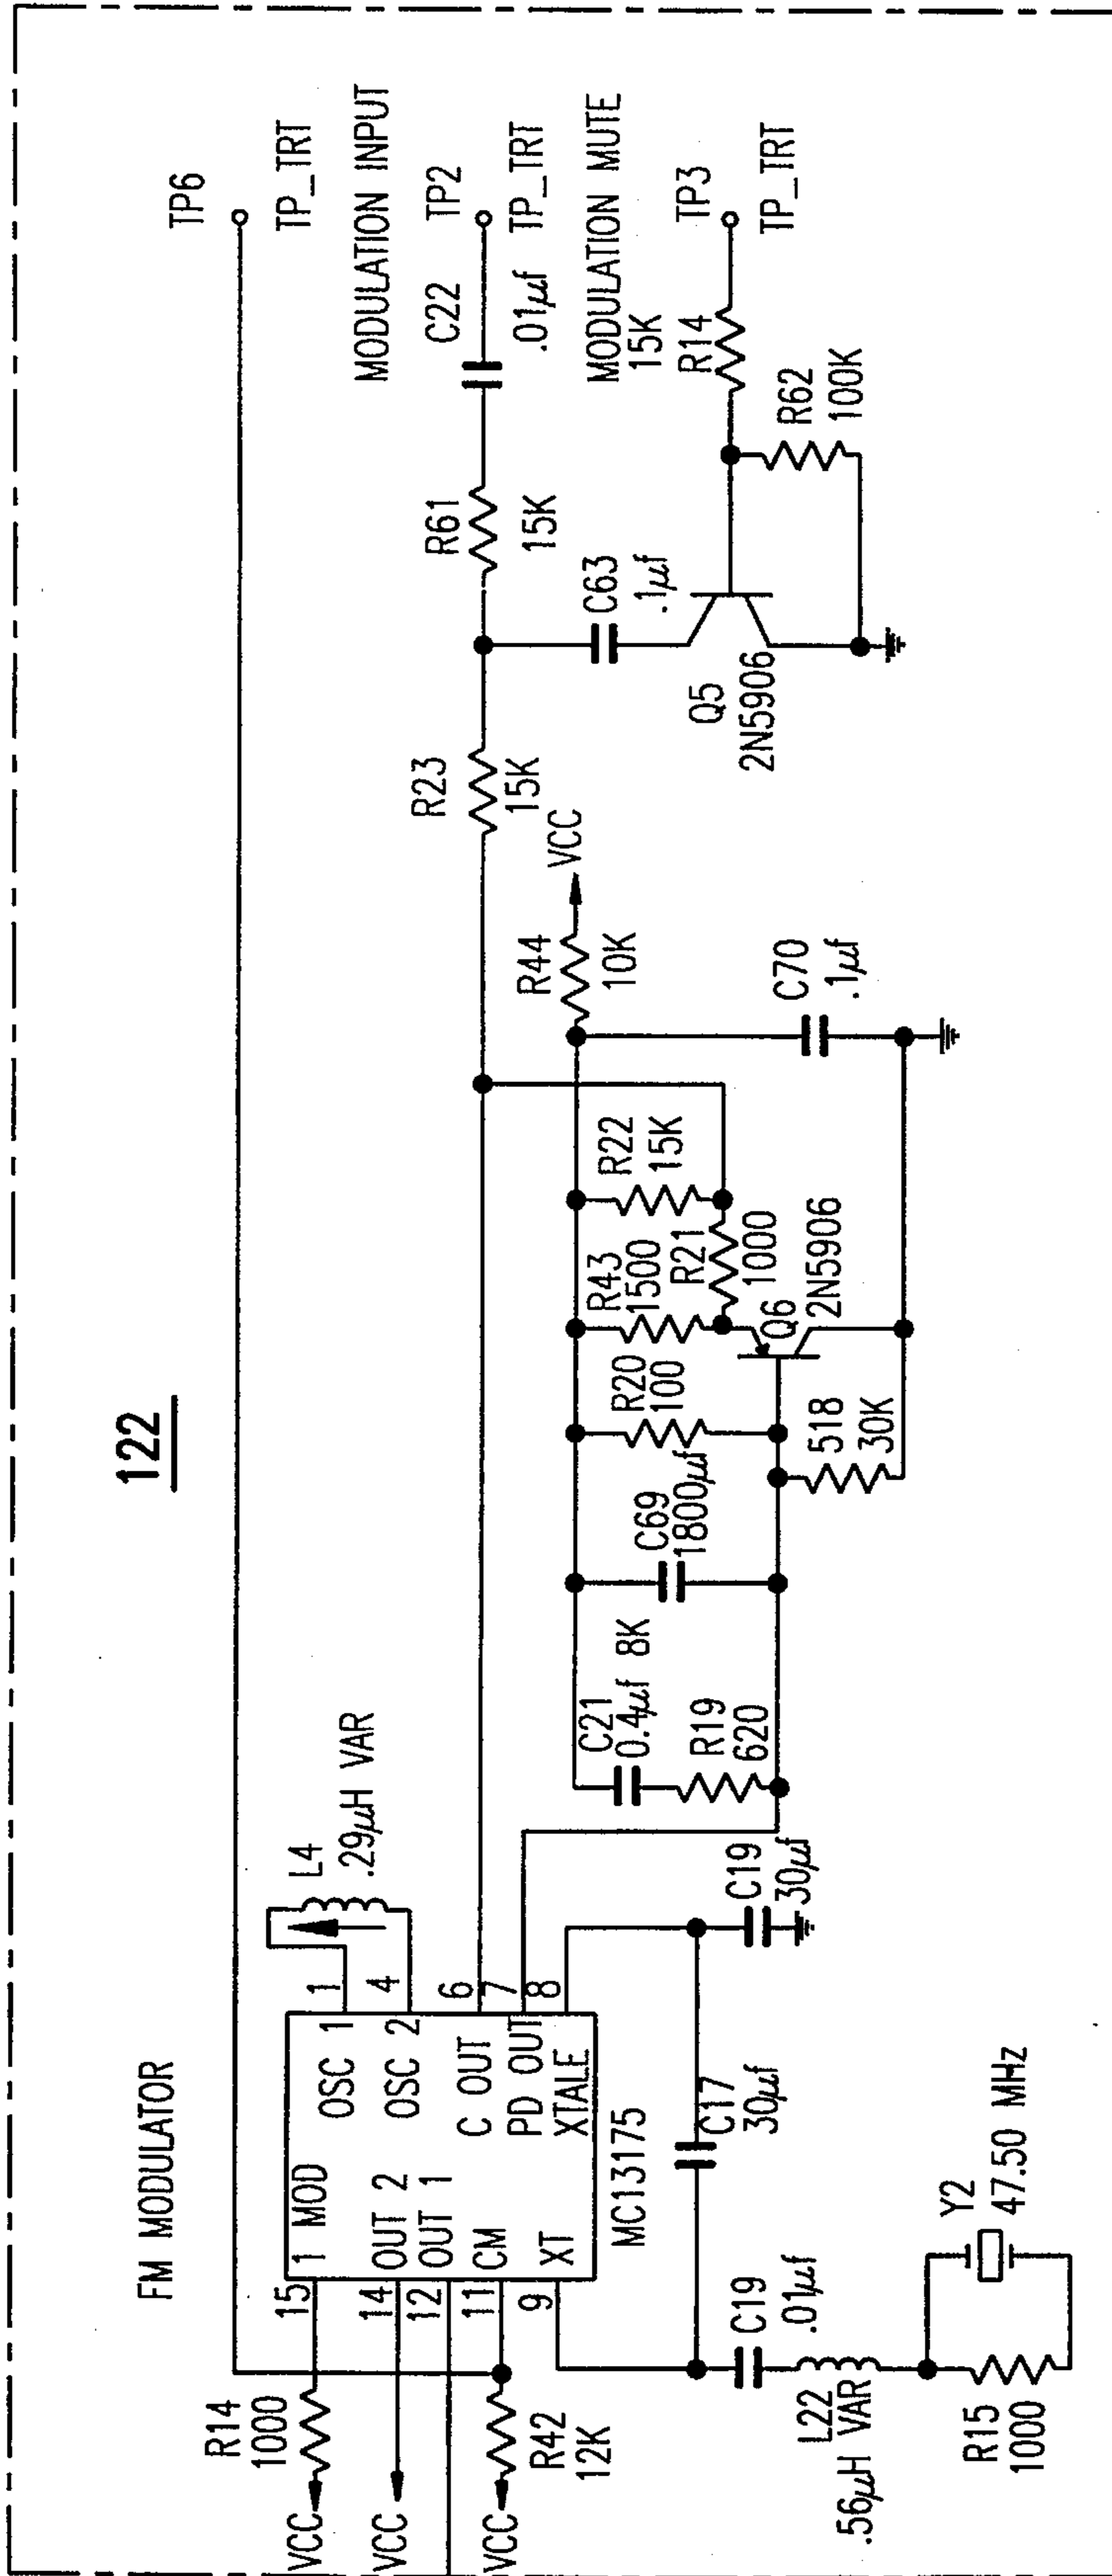 122
FM MODULATOR
TP6
TP_TRT
MODULATION INPUT
TP2
TP_TRT
C22
.01µf
MODULATION MUTE
TP3
TP_TRT
15K
R14
R62
100K
R61
15K
C63
.1µf
Q5
2N5906
R23
15K
VCC
R44
10K
C70
.1µf
R22
15K
R21
1000
R43
1500
Q6
2N5906
R20
100
518
30K
C69
1800µf
8K
C21
0.4µf
R19
620
L4
.29µH VAR
1
4
6
7
8
OSC 1
OSC 2
C OUT
PD OUT
XTALE
1 MOD
OUT 2
OUT 1
CM
XT
MC13175
15
14
12
11
9
R14
1000
VCC
VCC
VCC
R42
12K
C19
30µf
C17
30µf
C19
.01µf
L22
.56µH VAR
Y2
47.50 MHz
R15
1000